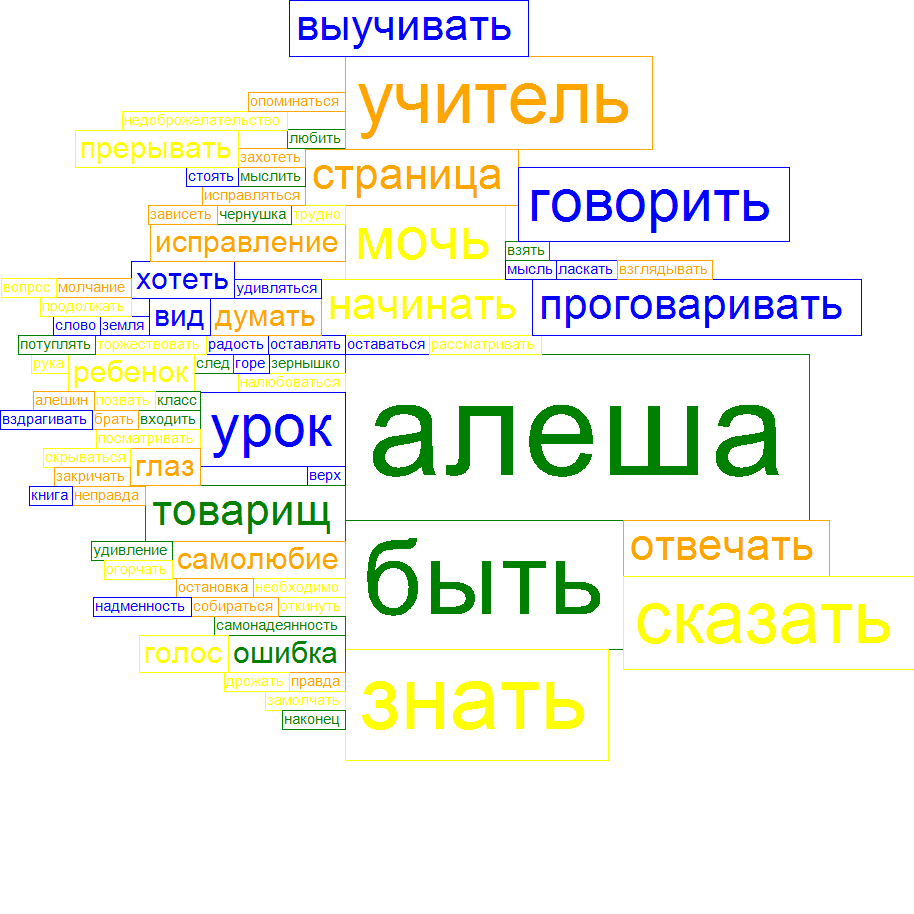 выучивать
учитель
опоминаться
недоброжелательство
прерывать
любить
захотеть
страница
стоять мыслить
исправляться
говорить
зависеть чернушка трудно
исправление
мочь
взять
хотеть
мысль ласкать взглядывать
вопрос молчание
удивляться
продолжать
слово земля
вид
думать
начинать
проговаривать
потуплять торжествовать радость оставлять оставаться рассматривать
рука
ребенок
след горе зернышко
налюбоваться
алешин позвать класс
вздрагивать брать входить
посматривать
урок
алеша
скрываться
закричать
глаз
верх
книга неправда
товарищ
удивление
огорчать
самолюбие
быть
отвечать
остановка необходимо
надменность собираться откинуть
самонадеянность
сказать
голос
ошибка
дрожать правда
замолчать
наконец
знать